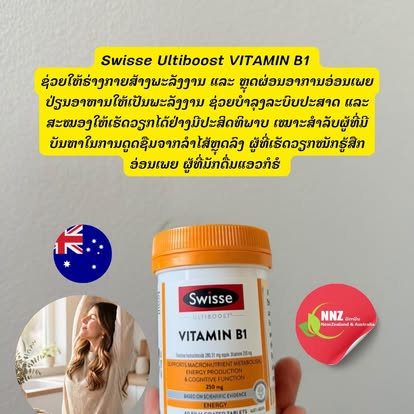 Swisse Ultiboost VITAMIN B1
ຊ່ວຍໃຫ້ຮ່າງກາຍສ້າງພະລັງງານ ແລະ ຫຼຸດຜ່ອນອາການອ່ອນເພຍ
ປ່ຽນອາຫານໃຫ້ເປັນພະລັງງານ ຊ່ວຍບຳລຸງລະບົບປະສາດ ແລະ
ສະໝອງໃຫ້ເຮັດວຽກໄດ້ຢ່າງມີປະສິດທິພາບ ເໝາະສຳລັບຜູ້ທີ່ມີ
ບັນຫາໃນການດູດຊຶມຈາກລຳໄສ້ຫຼຸດລົງ ຜູ້ທີ່ເຮັດວຽກໜັກຮູ້ສຶກ
ອ່ອນເພຍ ຜູ້ທີ່ມັກດື່ມແອວກໍຮໍ
Swisse
ULTIBOOST
VITAMIN B1
SUPPORTS MACRONUTRIENT METABOLISM,
ENERGY PRODUCTION
& COGNITIVE FUNCTION
250 mg
BASED ON SCIENTIFIC EVIDENCE
ENERGY
NNZ
NewZealand & Australia